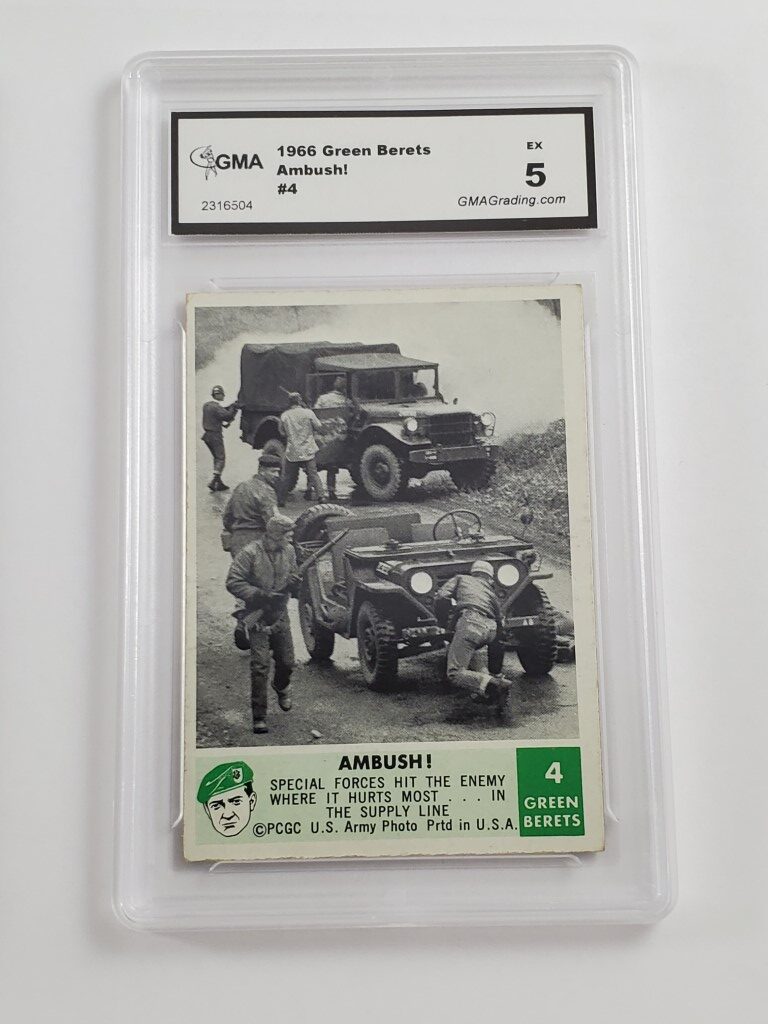 GMA
1966 Green Berets
Ambush!
#4
2316504
EX
5
GMAGrading.com
AMBUSH!
SPECIAL FORCES HIT THE ENEMY
WHERE IT HURTS MOST . . . IN
THE SUPPLY LINE
©PCGC U.S. Army Photo Prtd in U.S.A.
4
GREEN
BERETS